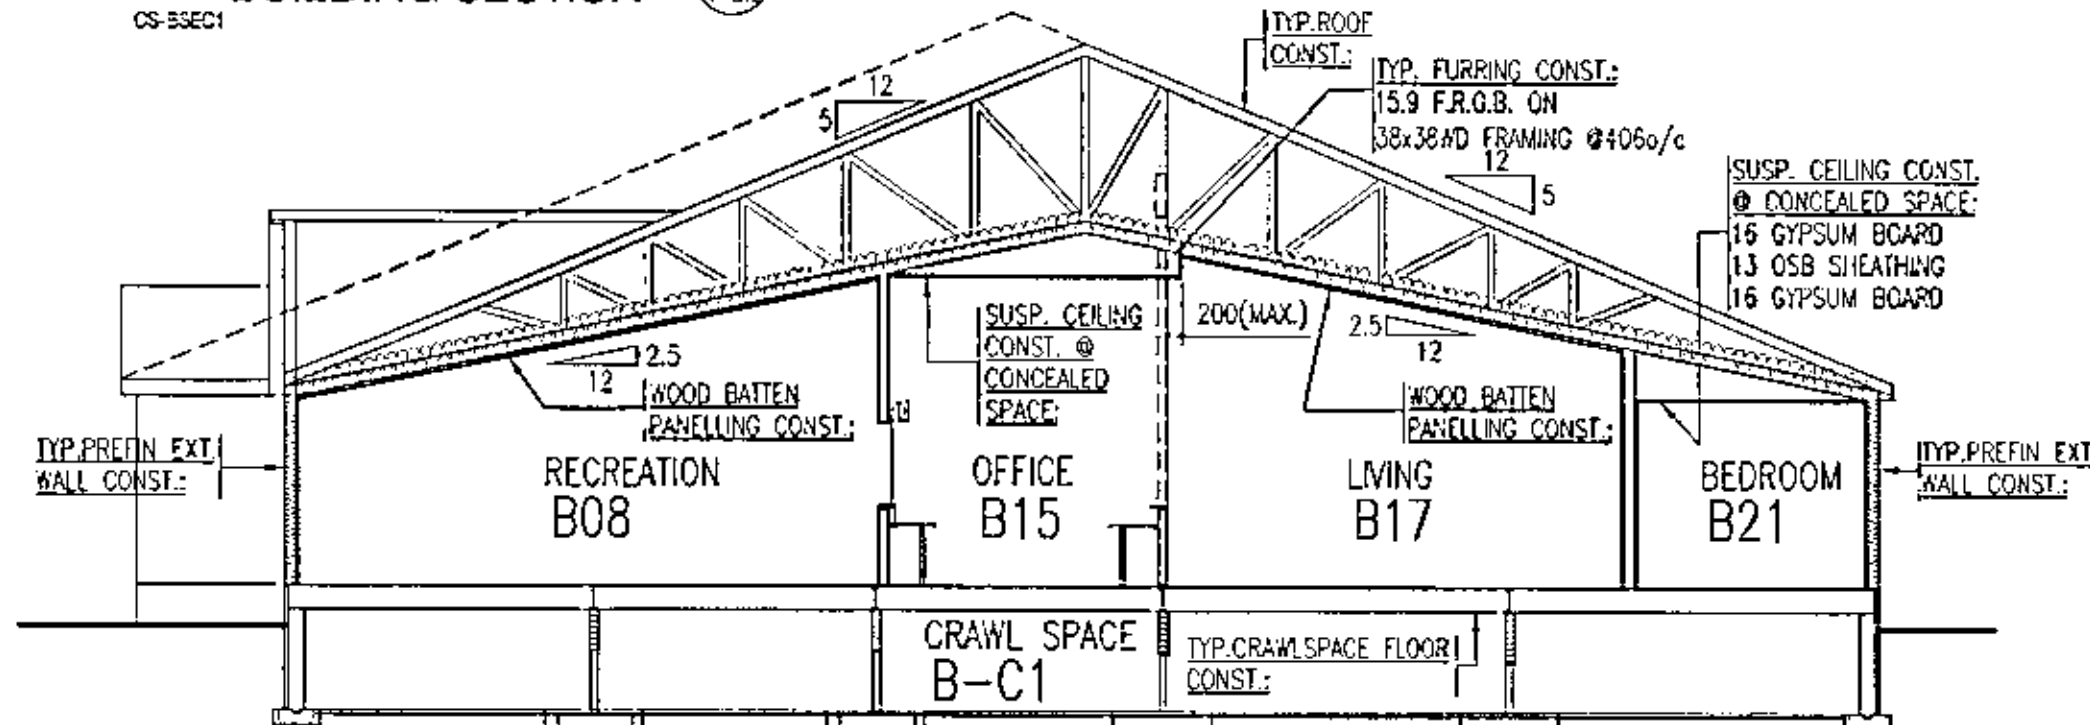 CS-BSEC1
TYP.ROOF
CONST.:
TYP. FURRING CONST.:
15.9 F.R.G.B. ON
38x38WD FRAMING @406o/c
12
5
12
5
SUSP. CEILING CONST.
@ CONCEALED SPACE:
16 GYPSUM BOARD
13 OSB SHEATHING
16 GYPSUM BOARD
SUSP. CEILING
CONST. @
CONCEALED
SPACE:
200(MAX.)
2.5
12
2.5
12
WOOD BATTEN
PANELLING CONST.:
WOOD BATTEN
PANELLING CONST.:
TYP.PREFIN EXT.
WALL CONST.:
RECREATION
B08
OFFICE
B15
LIVING
B17
BEDROOM
B21
TYP.PREFIN EXT
WALL CONST.:
CRAWL SPACE
B-C1
TYP.CRAWLSPACE FLOOR
CONST.: